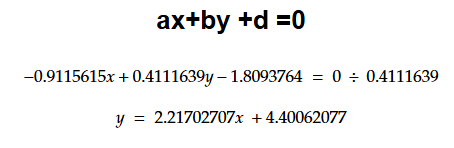 ax+by +d =0
−0.9115615x + 0.4111639y − 1.8093764 = 0 ÷ 0.4111639
y = 2.21702707x + 4.40062077